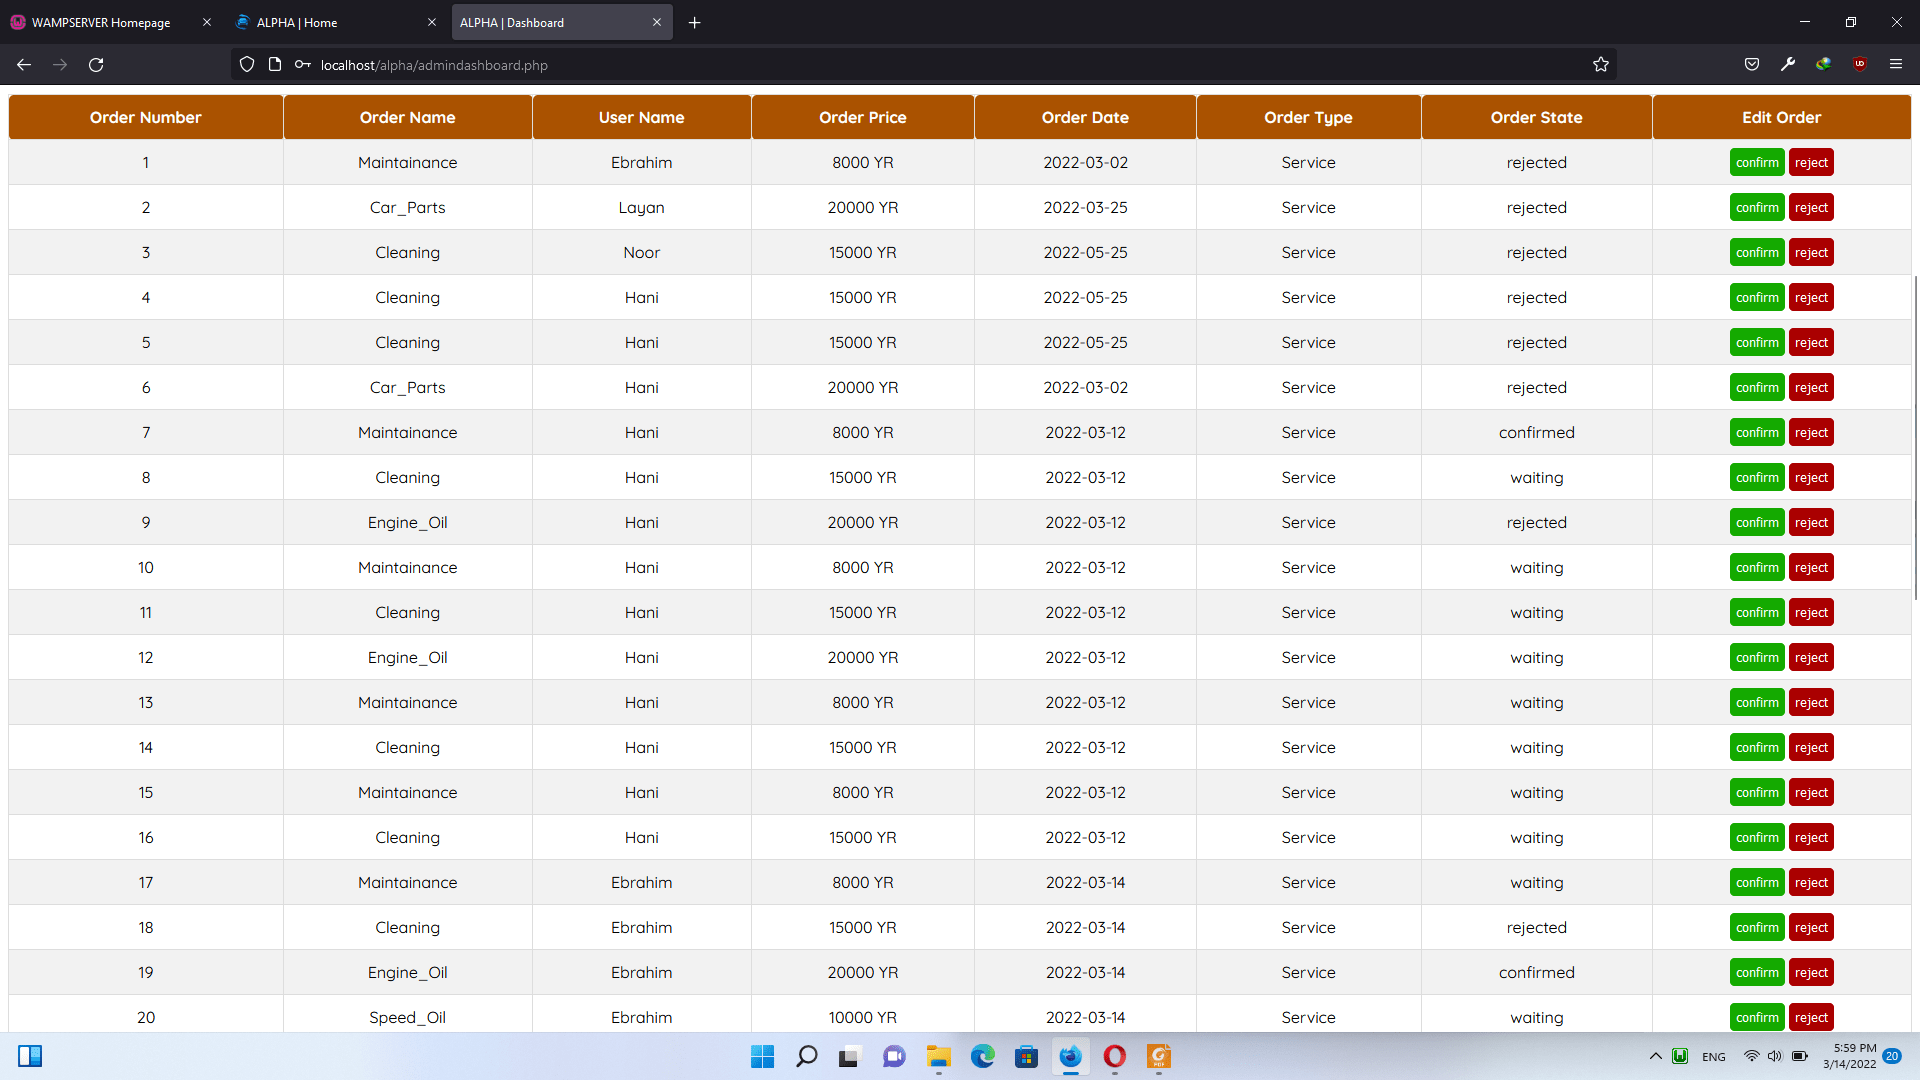 WAMPSERVER Homepage
ALPHA | Home
ALPHA | Dashboard
localhost/alpha/admindashboard.php
Order Number Order Name User Name Order Price Order Date Order Type Order State Edit Order
1 Maintainance Ebrahim 8000 YR 2022-03-02 Service rejected confirm reject
2 Car_Parts Layan 20000 YR 2022-03-25 Service rejected confirm reject
3 Cleaning Noor 15000 YR 2022-05-25 Service rejected confirm reject
4 Cleaning Hani 15000 YR 2022-05-25 Service rejected confirm reject
5 Cleaning Hani 15000 YR 2022-05-25 Service rejected confirm reject
6 Car_Parts Hani 20000 YR 2022-03-02 Service rejected confirm reject
7 Maintainance Hani 8000 YR 2022-03-12 Service confirmed confirm reject
8 Cleaning Hani 15000 YR 2022-03-12 Service waiting confirm reject
9 Engine_Oil Hani 20000 YR 2022-03-12 Service rejected confirm reject
10 Maintainance Hani 8000 YR 2022-03-12 Service waiting confirm reject
11 Cleaning Hani 15000 YR 2022-03-12 Service waiting confirm reject
12 Engine_Oil Hani 20000 YR 2022-03-12 Service waiting confirm reject
13 Maintainance Hani 8000 YR 2022-03-12 Service waiting confirm reject
14 Cleaning Hani 15000 YR 2022-03-12 Service waiting confirm reject
15 Maintainance Hani 8000 YR 2022-03-12 Service waiting confirm reject
16 Cleaning Hani 15000 YR 2022-03-12 Service waiting confirm reject
17 Maintainance Ebrahim 8000 YR 2022-03-14 Service waiting confirm reject
18 Cleaning Ebrahim 15000 YR 2022-03-14 Service rejected confirm reject
19 Engine_Oil Ebrahim 20000 YR 2022-03-14 Service confirmed confirm reject
20 Speed_Oil Ebrahim 10000 YR 2022-03-14 Service waiting confirm reject
ENG
5:59 PM
3/14/2022
20